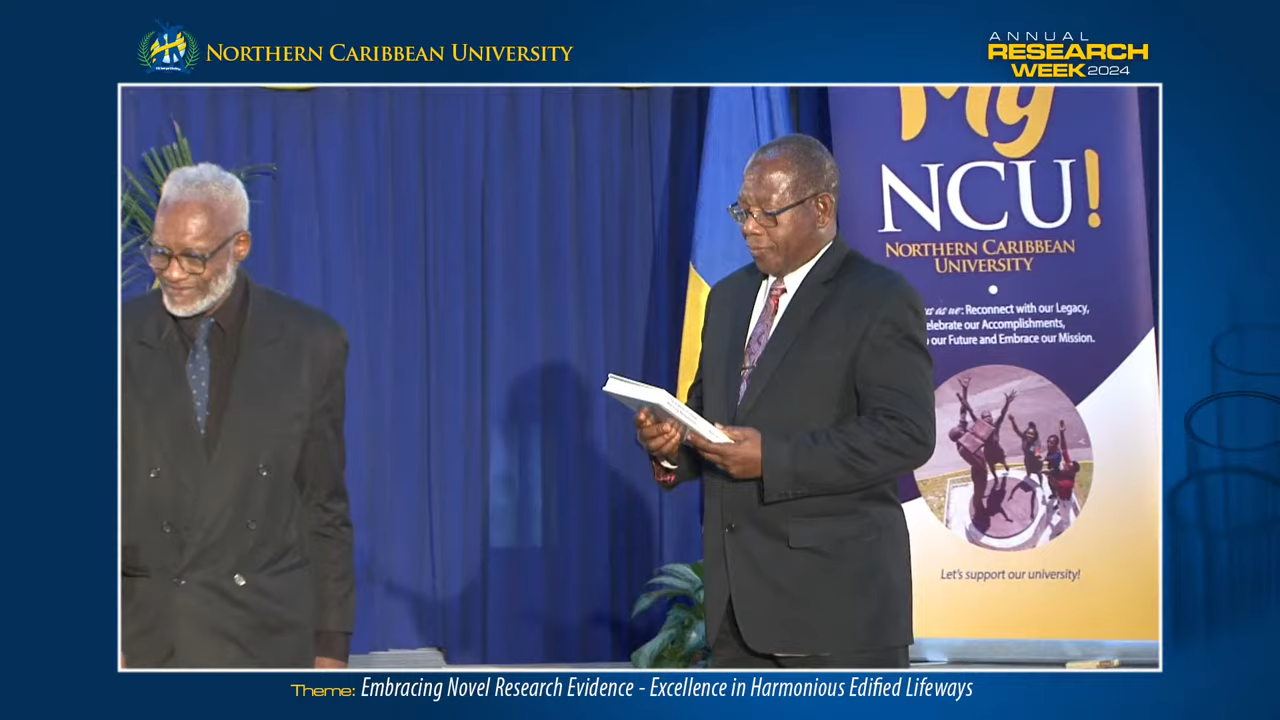 NORTHERN CARIBBEAN UNIVERSITY
ANNUAL
RESEARCH
WEEK 2024
My
NCU!
NORTHERN CARIBBEAN
UNIVERSITY
Reconnect with our Legacy,
our Accomplishments,
our Future and Embrace our Mission.
Let's support our university!
Theme: Embracing Novel Research Evidence - Excellence in Harmonious Edified Lifeways